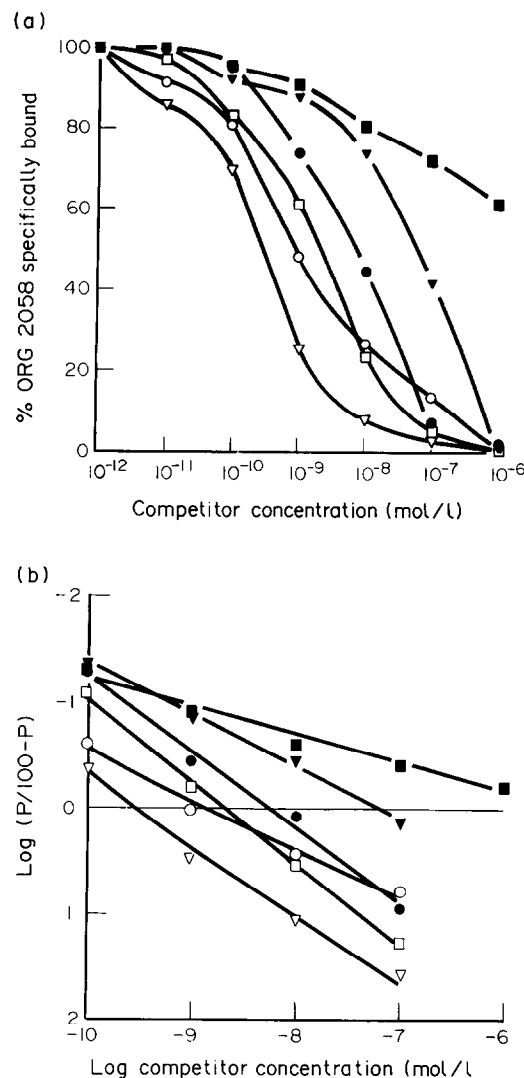 (a)
% ORG 2058 specifically bound
100
80
60
40
20
0
10⁻¹² 10⁻¹¹ 10⁻¹⁰ 10⁻⁹ 10⁻⁸ 10⁻⁷ 10⁻⁶
Competitor concentration (mol/l)
(b)
Log (P/100-P)
-2
-1
0
1
2
-10 -9 -8 -7 -6
Log competitor concentration (mol/l